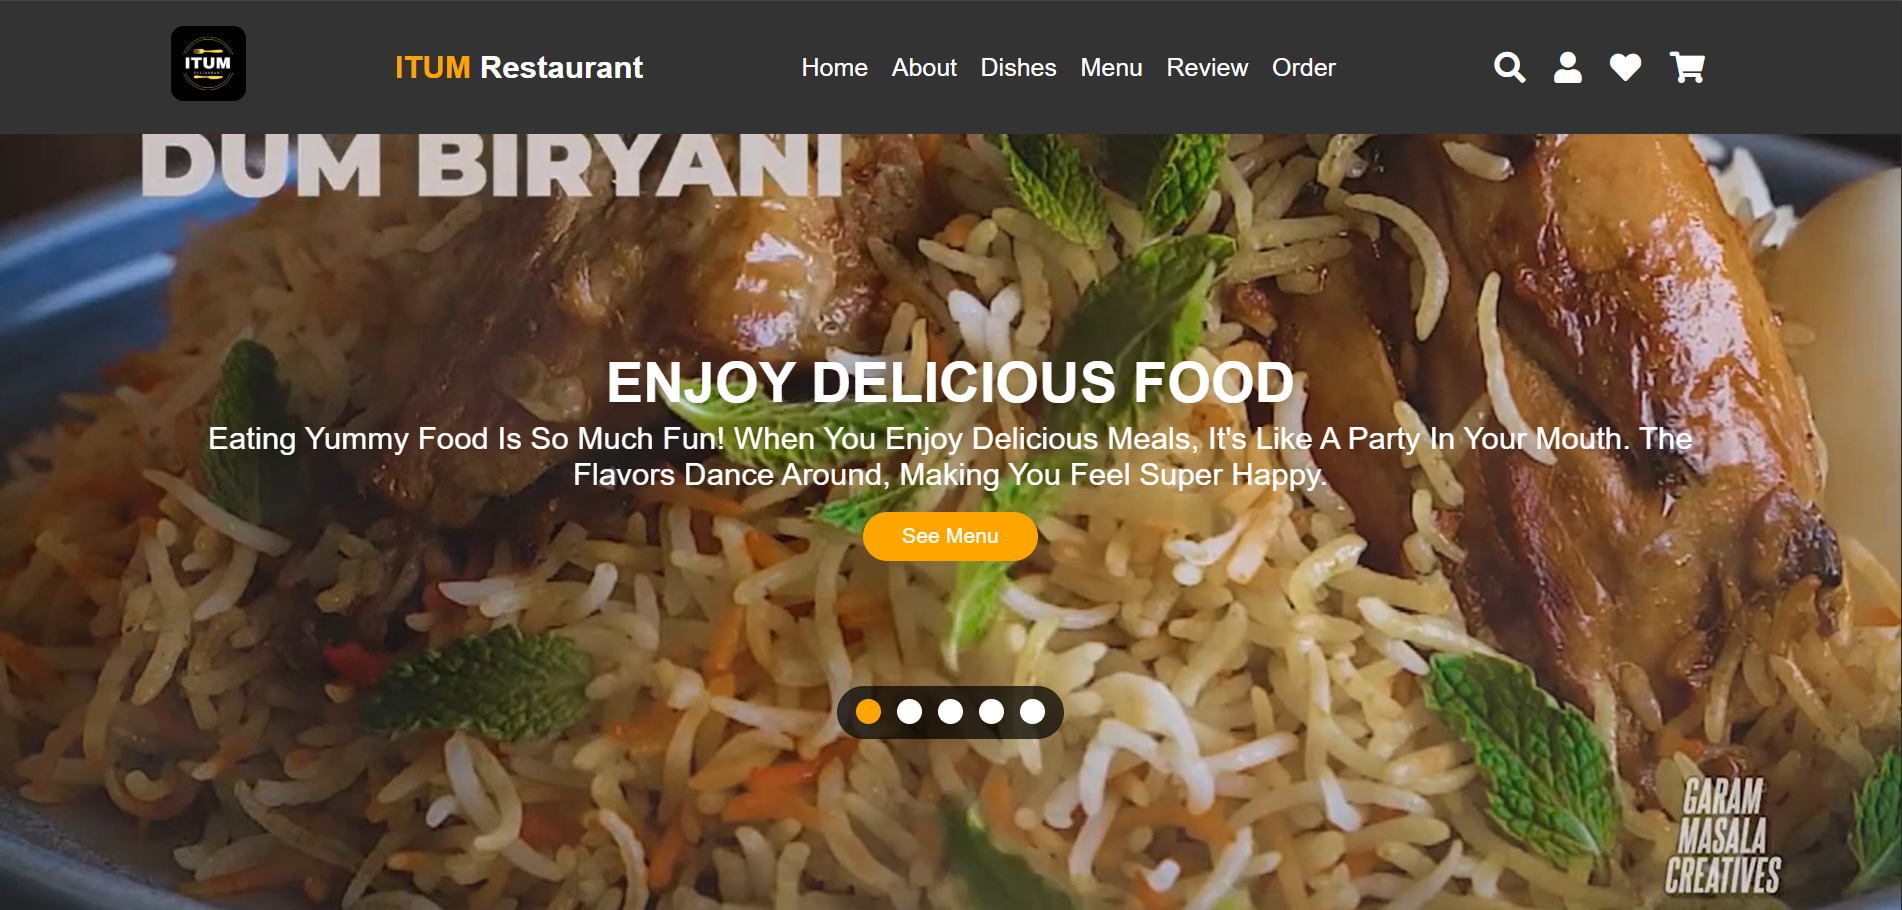 ITUM
RESTAURANT
ITUM Restaurant
Home About Dishes Menu Review Order
DUM BIRYANI
ENJOY DELICIOUS FOOD
Eating Yummy Food Is So Much Fun! When You Enjoy Delicious Meals, It's Like A Party In Your Mouth. The
Flavors Dance Around, Making You Feel Super Happy.
See Menu
GARAM
MASALA
CREATIVES